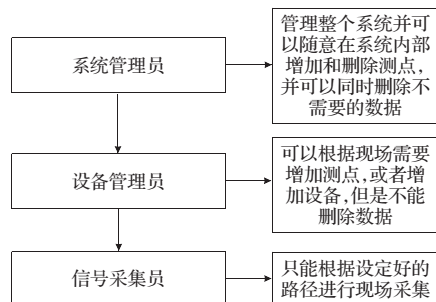 系统管理员
管理整个系统并可
以随意在系统内部
增加和删除测点,
并可以同时删除不
需要的数据
设备管理员
可以根据现场需要
增加测点,或者增
加设备,但是不能
删除数据
信号采集员
只能根据设定好的
路径进行现场采集